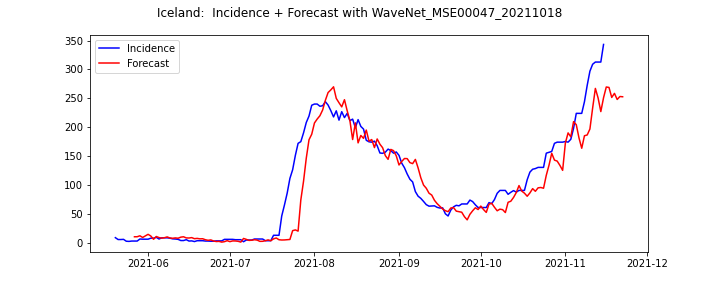 Iceland:  Incidence + Forecast with WaveNet_MSE00047_20211018
Incidence
Forecast
350
300
250
200
150
100
50
0
2021-06 2021-07 2021-08 2021-09 2021-10 2021-11 2021-12